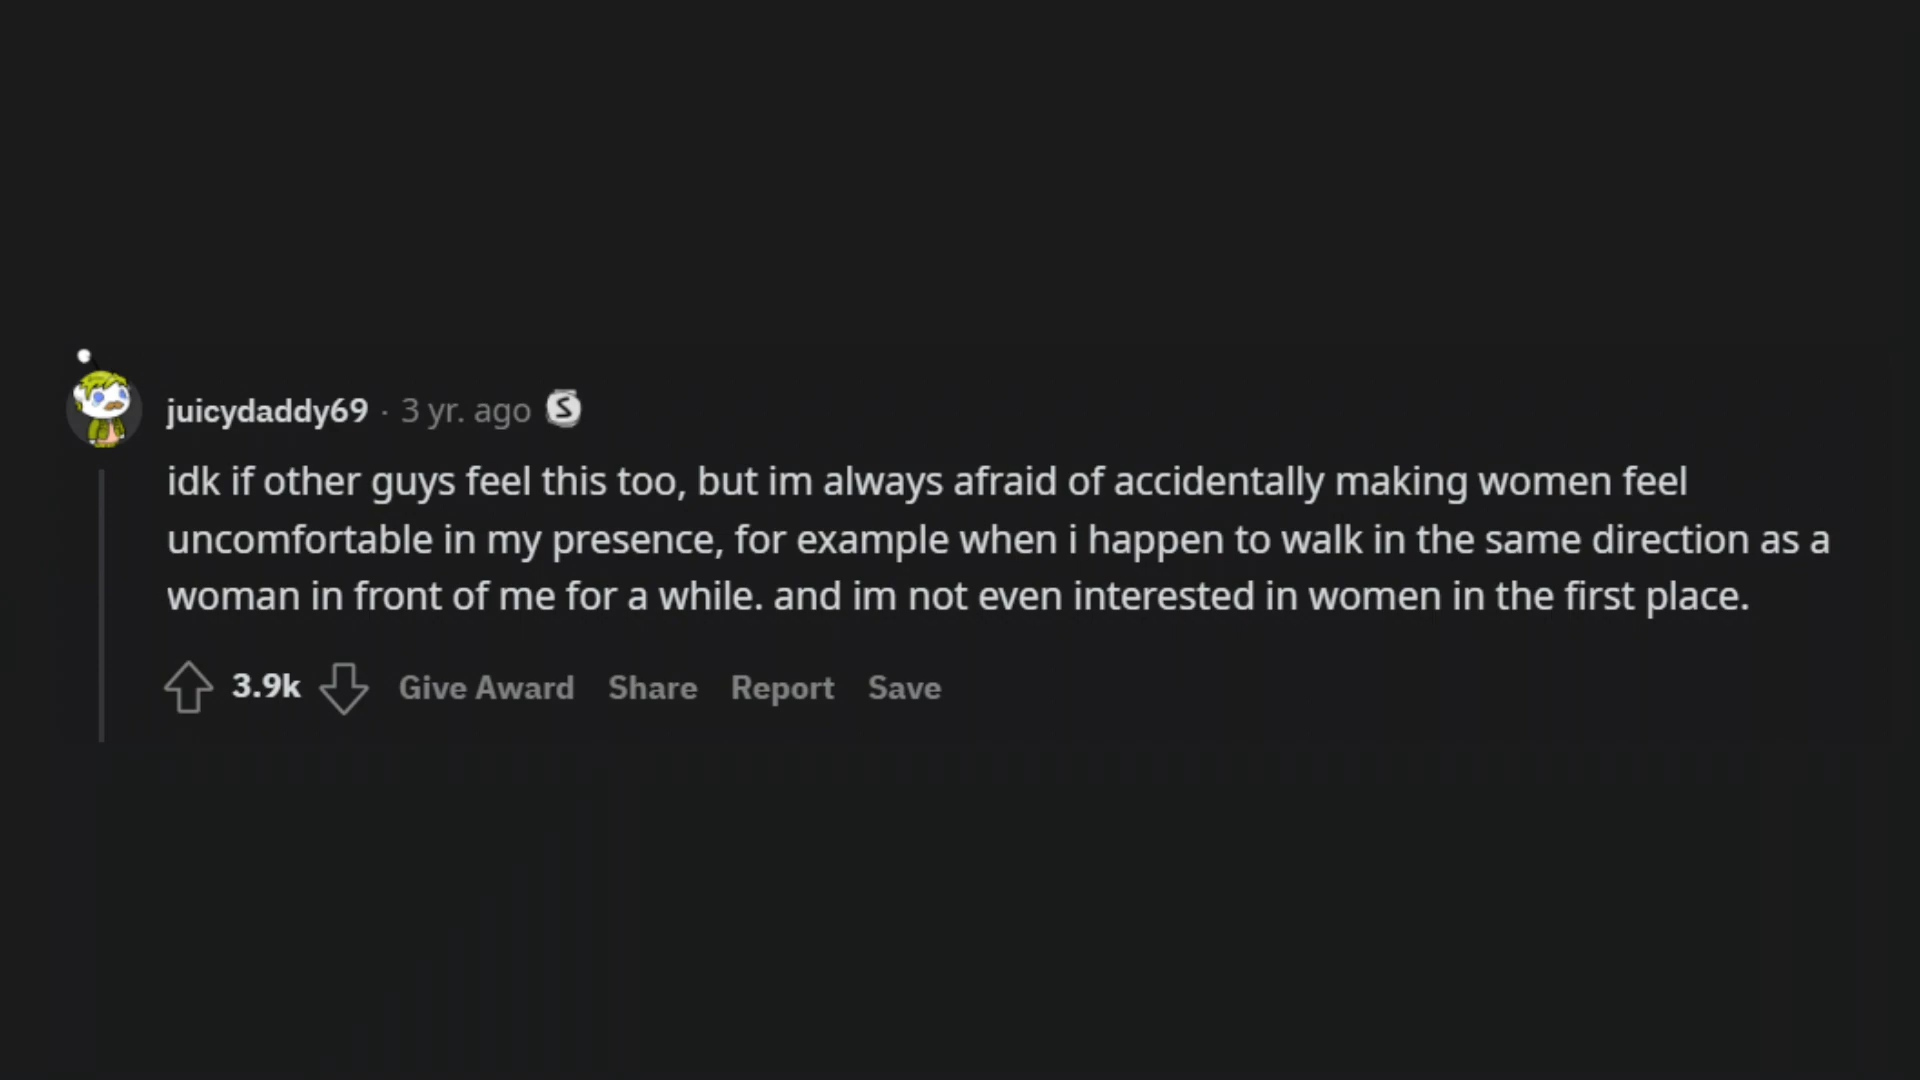 juicydaddy69 · 3 yr. ago S
idk if other guys feel this too, but im always afraid of accidentally making women feel
uncomfortable in my presence, for example when i happen to walk in the same direction as a
woman in front of me for a while. and im not even interested in women in the first place.
3.9k Give Award Share Report Save